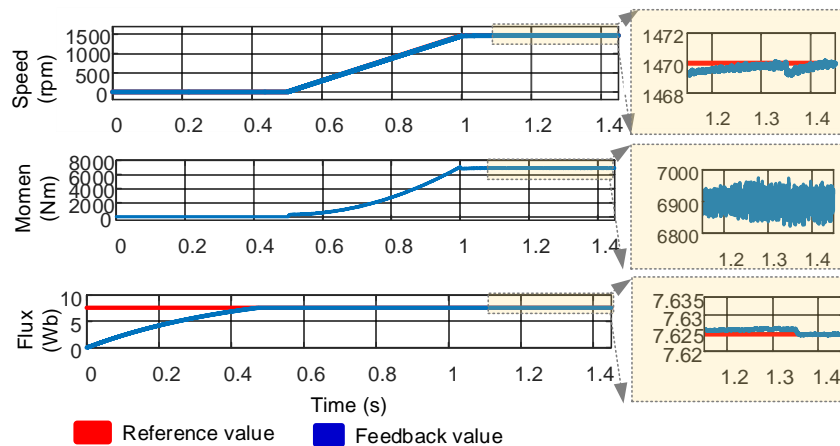 Speed
(rpm)
1500
1000
500
0
0 0.2 0.4 0.6 0.8 1 1.2 1.4
1472
1470
1468
1.2 1.3 1.4
Momen
(Nm)
8000
6000
4000
2000
0
0 0.2 0.4 0.6 0.8 1 1.2 1.4
7000
6900
6800
1.2 1.3 1.4
Flux
(Wb)
10
5
0
0 0.2 0.4 0.6 0.8 1 1.2 1.4
7.635
7.63
7.625
7.62
1.2 1.3 1.4
Time (s)
Reference value
Feedback value